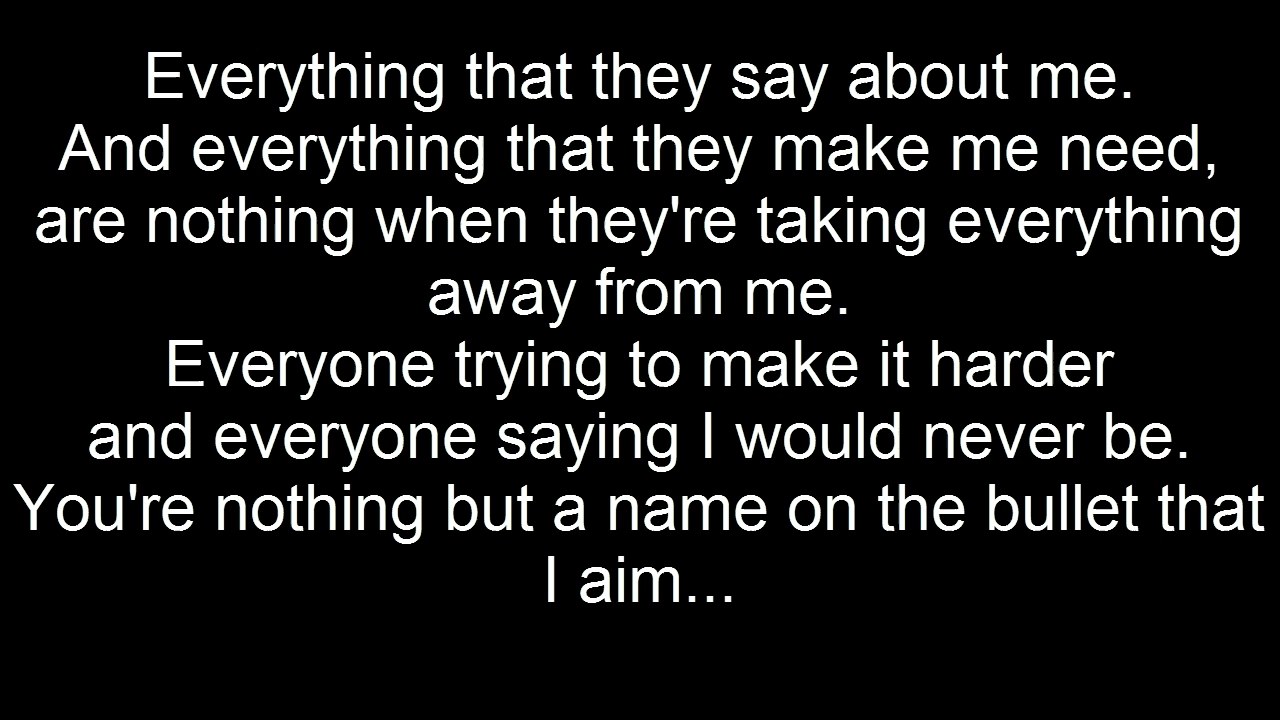 Everything that they say about me.
And everything that they make me need,
are nothing when they're taking everything
away from me.
Everyone trying to make it harder
and everyone saying I would never be.
You're nothing but a name on the bullet that
I aim...